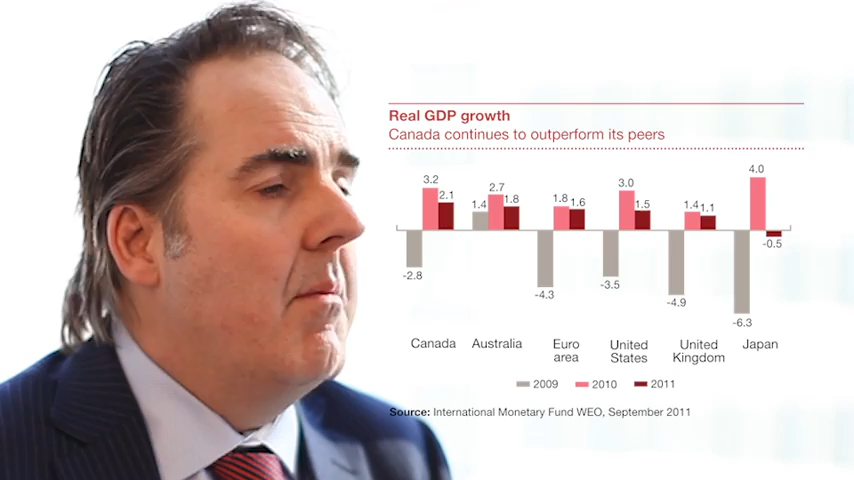 Real GDP growth
Canada continues to outperform its peers
3.2 2.1 -2.8
1.4 2.7 1.8
1.8 1.6 -4.3
3.0 1.5 -3.5
1.4 1.1 -4.9
4.0 -0.5 -6.3
Canada Australia Euro area United States United Kingdom Japan
2009 2010 2011
Source: International Monetary Fund WEO, September 2011